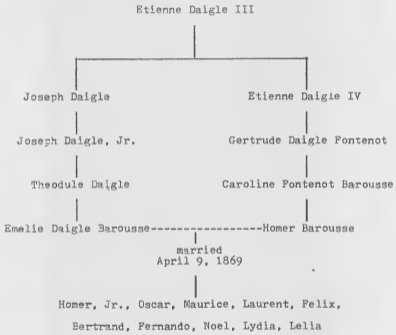 Etienne Daigle III
Joseph Daigle Etienne Daigle IV
Joseph Daigle, Jr. Gertrude Daigle Fontenot
Theodule Daigle Caroline Fontenot Barousse
Emelie Daigle Barousse--------------------Homer Barousse
married
April 9, 1869
Homer, Jr., Oscar, Maurice, Laurent, Felix,
Bertrand, Fernando, Noel, Lydia, Lelia